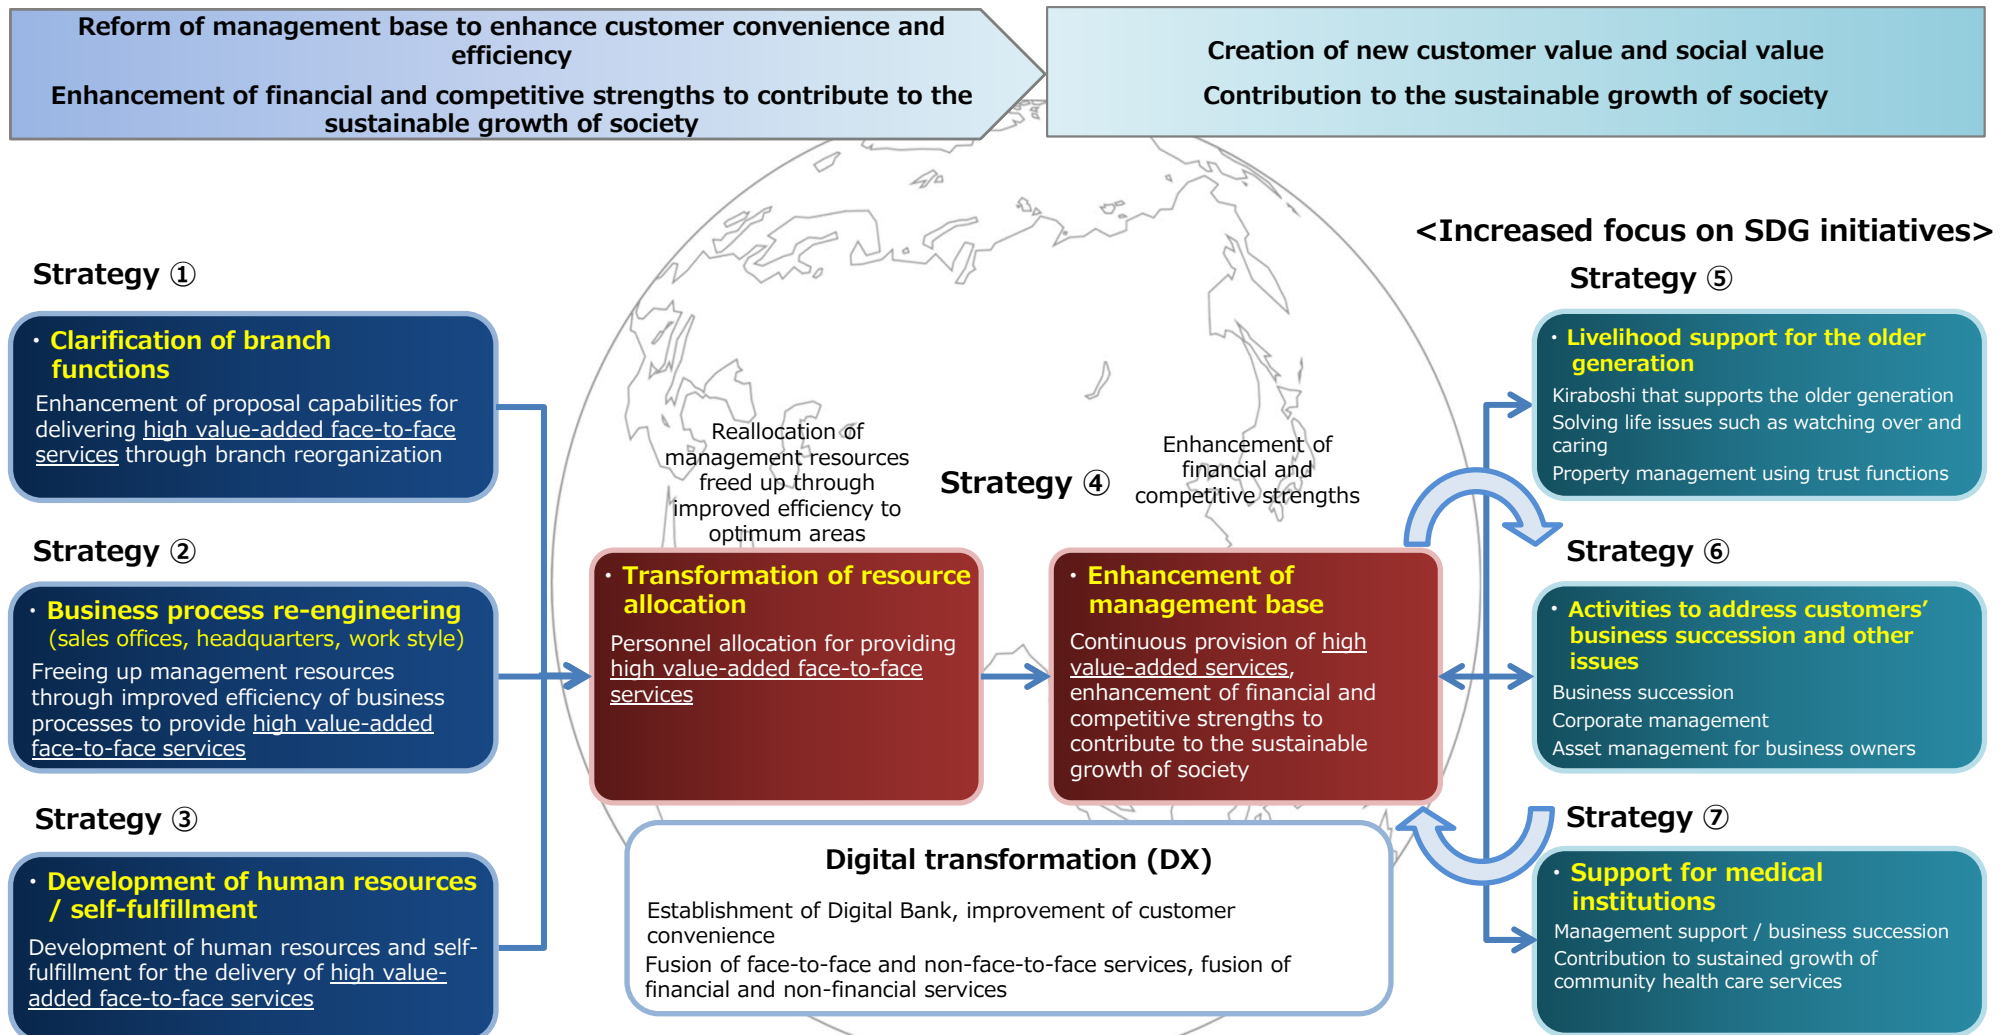 Reform of management base to enhance customer convenience and
efficiency
Enhancement of financial and competitive strengths to contribute to the
sustainable growth of society
Creation of new customer value and social value
Contribution to the sustainable growth of society
Strategy ①
・Clarification of branch
functions
Enhancement of proposal capabilities for
delivering high value-added face-to-face
services through branch reorganization
Strategy ②
・Business process re-engineering
(sales offices, headquarters, work style)
Freeing up management resources
through improved efficiency of business
processes to provide high value-added
face-to-face services
Strategy ③
・Development of human resources
/ self-fulfillment
Development of human resources and self-
fulfillment for the delivery of high value-
added face-to-face services
Reallocation of
management resources
freed up through
improved efficiency to
optimum areas
Strategy ④
Enhancement of
financial and
competitive strengths
・Transformation of resource
allocation
Personnel allocation for providing
high value-added face-to-face
services
・Enhancement of
management base
Continuous provision of high
value-added services,
enhancement of financial and
competitive strengths to
contribute to the sustainable
growth of society
Digital transformation (DX)
Establishment of Digital Bank, improvement of customer
convenience
Fusion of face-to-face and non-face-to-face services, fusion of
financial and non-financial services
<Increased focus on SDG initiatives>
Strategy ⑤
・Livelihood support for the older
generation
Kiraboshi that supports the older generation
Solving life issues such as watching over and
caring
Property management using trust functions
Strategy ⑥
・Activities to address customers’
business succession and other
issues
Business succession
Corporate management
Asset management for business owners
Strategy ⑦
・Support for medical
institutions
Management support / business succession
Contribution to sustained growth of
community health care services